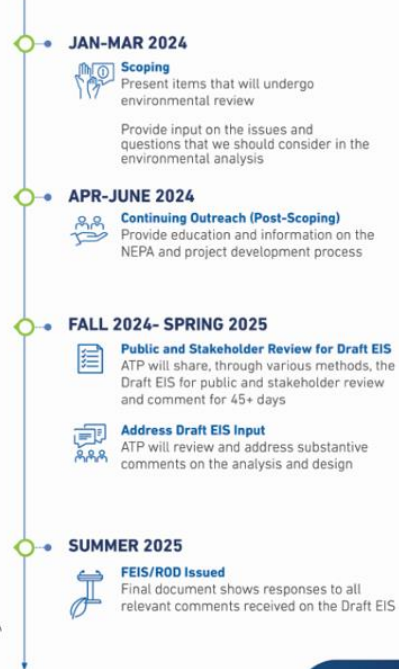 JAN-MAR 2024
Scoping
Present items that will undergo
environmental review
Provide input on the issues and
questions that we should consider in the
environmental analysis
APR-JUNE 2024
Continuing Outreach (Post-Scoping)
Provide education and information on the
NEPA and project development process
FALL 2024- SPRING 2025
Public and Stakeholder Review for Draft EIS
ATP will share, through various methods, the
Draft EIS for public and stakeholder review
and comment for 45+ days
Address Draft EIS Input
ATP will review and address substantive
comments on the analysis and design
SUMMER 2025
FEIS/ROD Issued
Final document shows responses to all
relevant comments received on the Draft EIS